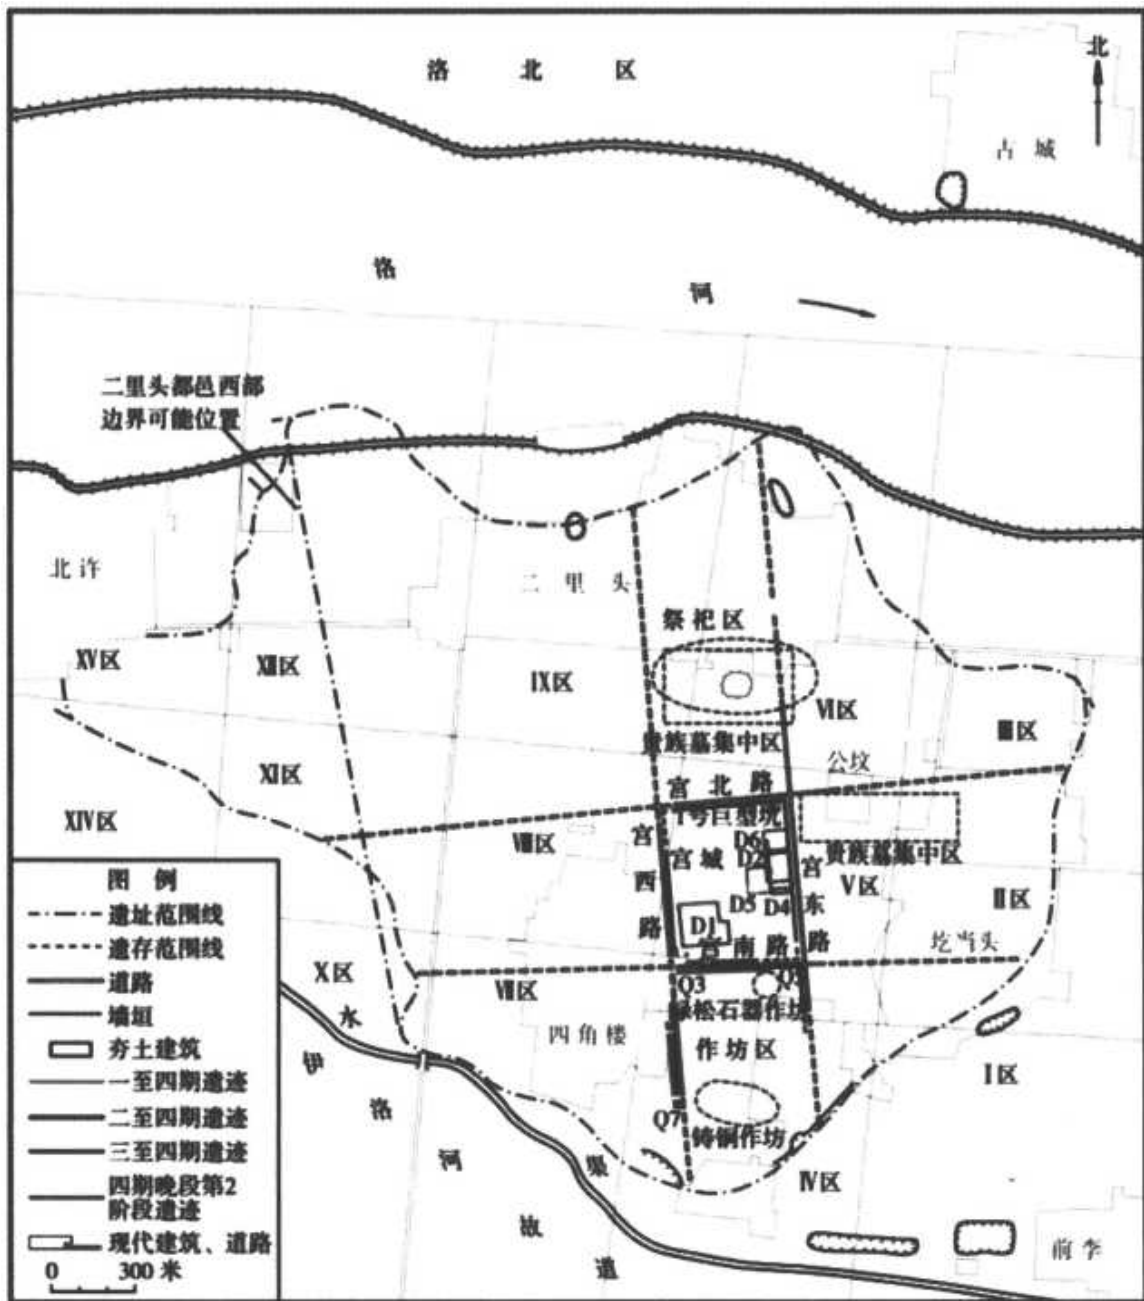 洛北区
北
古城
洛河
二里头都邑西部
边界可能位置
北许
二里头
祭祀区
XV区
XII区
IX区
VI区
III区
贵族墓集中区
公坟
XI区
宫北路
XIV区
VIII区
1号巨型坑
宫西路
宫城
D6
D2
宫东路
贵族墓集中区
V区
D5
D4
II区
D1
宫南路
圪当头
X区
VII区
Q3
绿松石器作坊
四角楼
作坊区
I区
Q7
铸铜作坊
IV区
伊洛河故道
水渠
前李
图例
遗址范围线
遗存范围线
道路
墙垣
夯土建筑
一至四期遗迹
二至四期遗迹
三至四期遗迹
四期晚段第2
阶段遗迹
现代建筑、道路
0 300 米